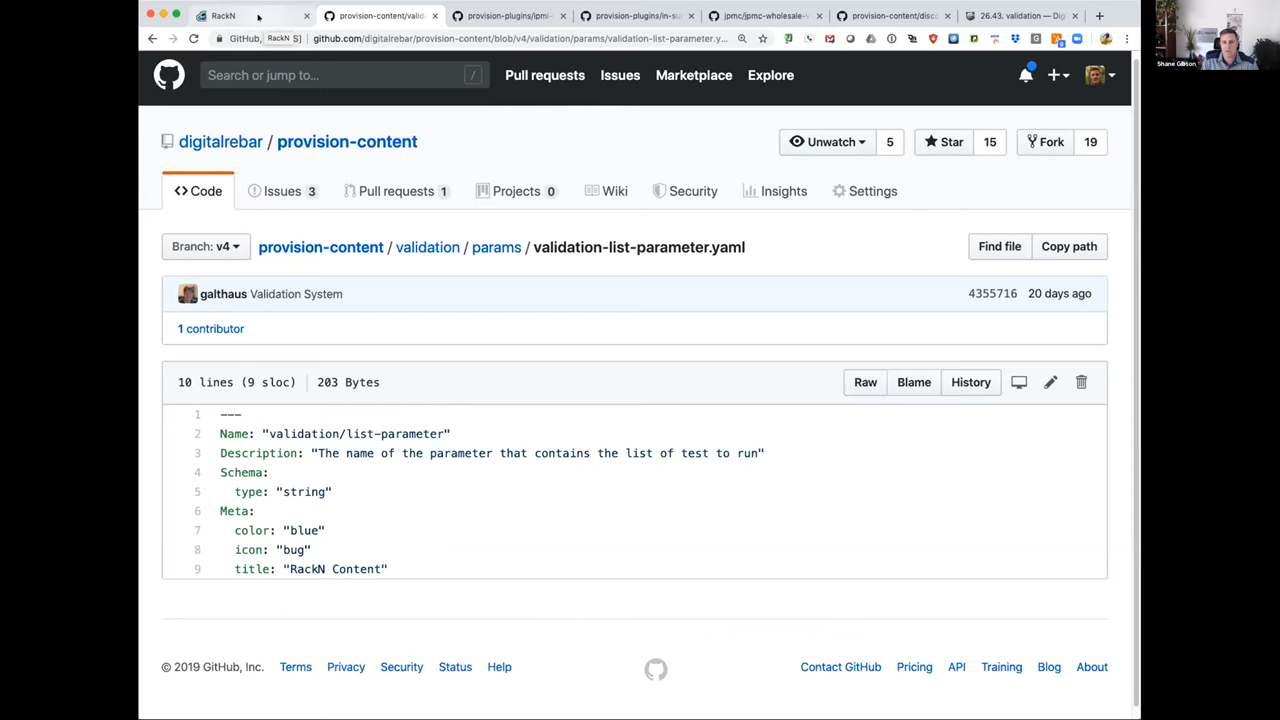 RackN
provision-content/valid
provision-plugins/ipmi
provision-plugins/in-su
jpmc/jpmc-wholesale-v
provision-content/disc
26.43. validation — Dig
GitHub,
RackN
S]
github.com/digitalrebar/provision-content/blob/v4/validation/params/validation-list-parameter.y...
Shane Gibson
Search or jump to...
/
Pull requests
Issues
Marketplace
Explore
digitalrebar / provision-content
Unwatch
5
Star
15
Fork
19
<> Code
Issues 3
Pull requests 1
Projects 0
Wiki
Security
Insights
Settings
Branch: v4
provision-content / validation / params / validation-list-parameter.yaml
Find file
Copy path
galthaus Validation System
4355716
20 days ago
1 contributor
10 lines (9 sloc)
203 Bytes
Raw
Blame
History
1 ---
2 Name: "validation/list-parameter"
3 Description: "The name of the parameter that contains the list of test to run"
4 Schema:
5 type: "string"
6 Meta:
7 color: "blue"
8 icon: "bug"
9 title: "RackN Content"
© 2019 GitHub, Inc.
Terms
Privacy
Security
Status
Help
Contact GitHub
Pricing
API
Training
Blog
About